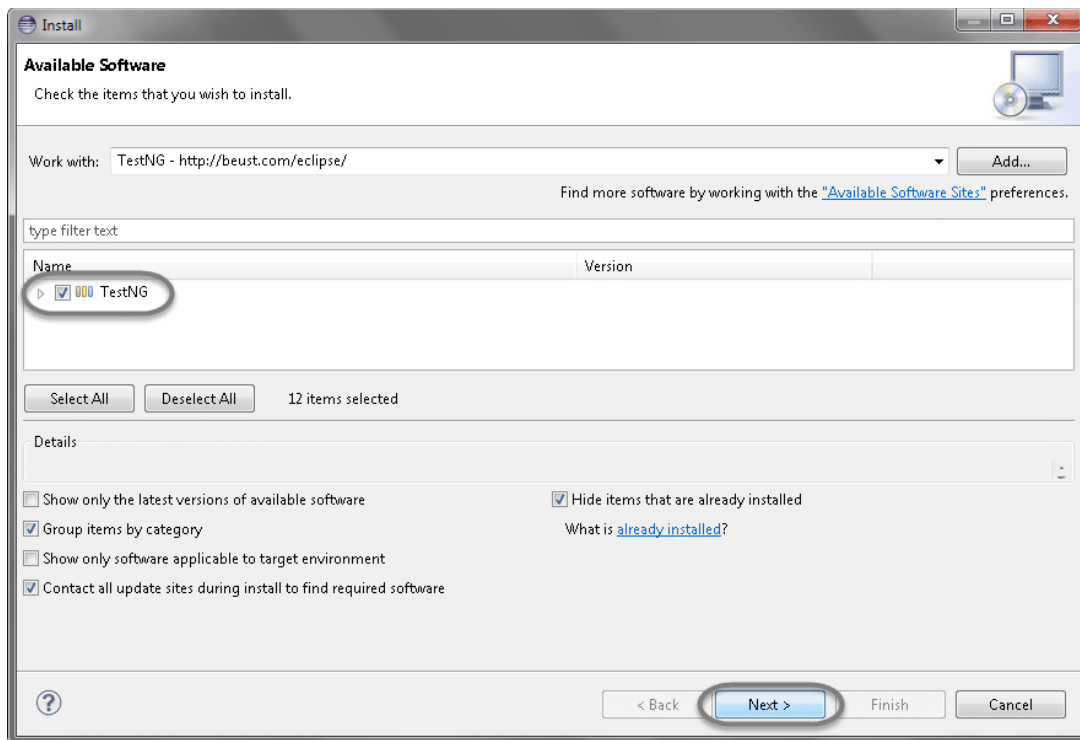 Install
Available Software
Check the items that you wish to install.
Work with: TestNG - http://beust.com/eclipse/ Add...
Find more software by working with the "Available Software Sites" preferences.
type filter text
Name Version
TestNG
Select All Deselect All 12 items selected
Details
Show only the latest versions of available software Hide items that are already installed
Group items by category What is already installed?
Show only software applicable to target environment
Contact all update sites during install to find required software
? < Back Next > Finish Cancel